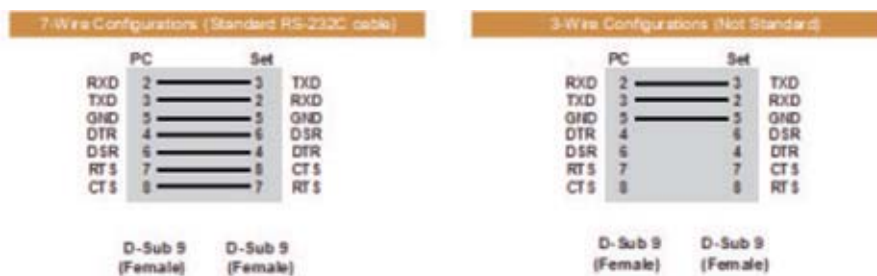 7-Wire Configurations (Standard RS-232C cable)
PC Set
RXD 2 3 TXD
TXD 3 2 RXD
GND 5 5 GND
DTR 4 6 DSR
DSR 6 4 DTR
RTS 7 8 CTS
CTS 8 7 RTS
D-Sub 9 D-Sub 9
(Female) (Female)
3-Wire Configurations (Not Standard)
PC Set
RXD 2 3 TXD
TXD 3 2 RXD
GND 5 5 GND
DTR 4 6 DSR
DSR 6 4 DTR
RTS 7 7 CTS
CTS 8 8 RTS
D-Sub 9 D-Sub 9
(Female) (Female)